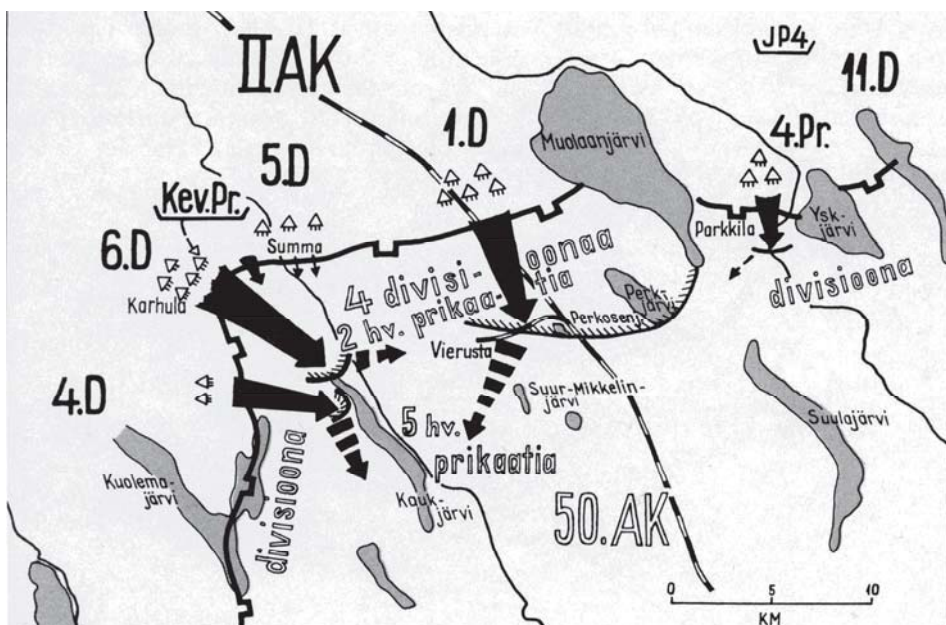 II AK
JP4
11.D
1.D
4.Pr.
Muolaanjärvi
5.D
Kev.Pr.
Summa
6.D
Karhula
Parkkila
Ysk-
järvi
4 divisi-
oonaa
2 hv. prikaa-
tia
divisioona
Perk-
järvi
Perkosen
Vierusta
4.D
Suur-Mikkelin-
järvi
5 hv.
prikaatia
Suulajärvi
Kuolema-
järvi
divisioona
Kauk-
järvi
50.AK
0 5 10
KM